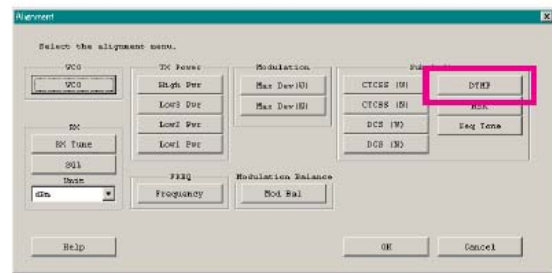 Alignment
Select the alignment menu.
VCO
VCO
RX
RX Tune
SQL
Unit
dBm
TX Power
High Pwr
Low3 Pwr
Low2 Pwr
Low1 Pwr
FREQ
Frequency
Modulation
Max Dev(W)
Max Dev(N)
Modulation Balance
Mod Bal
CTCSS (W)
CTCSS (N)
DCS (W)
DCS (N)
DTMF
MSK
Seq Tone
Help
OK
Cancel